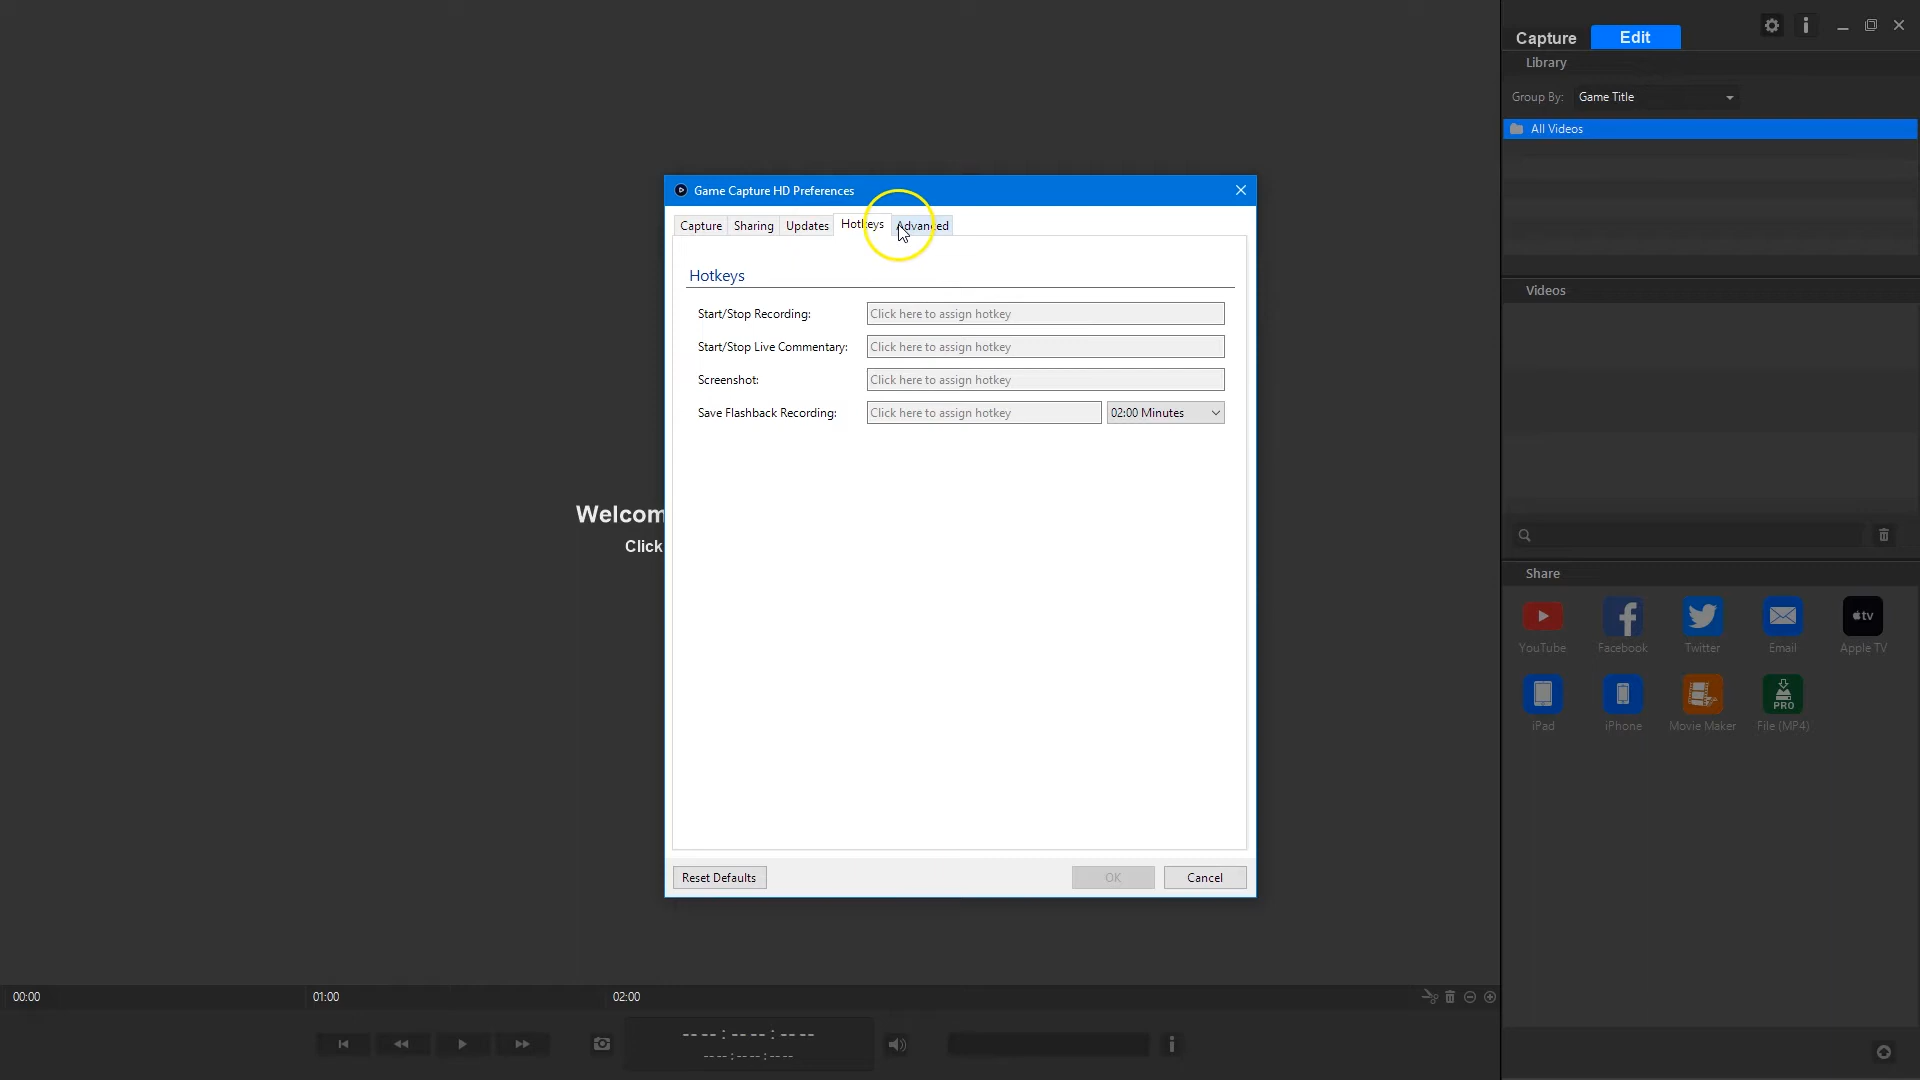 Capture Edit
Library
Group By: Game Title
All Videos
Game Capture HD Preferences
Capture Sharing Updates Hotkeys Advanced
Hotkeys
Start/Stop Recording: Click here to assign hotkey
Start/Stop Live Commentary: Click here to assign hotkey
Screenshot: Click here to assign hotkey
Save Flashback Recording: Click here to assign hotkey 02:00 Minutes
Reset Defaults OK Cancel
Welcom
Click
Videos
Share
tv
YouTube Facebook Twitter Email Apple TV
PRO
iPad iPhone Movie Maker File (MP4)
00:00 01:00 02:00
-- -- : -- -- : -- --
-- -- : -- -- : -- --